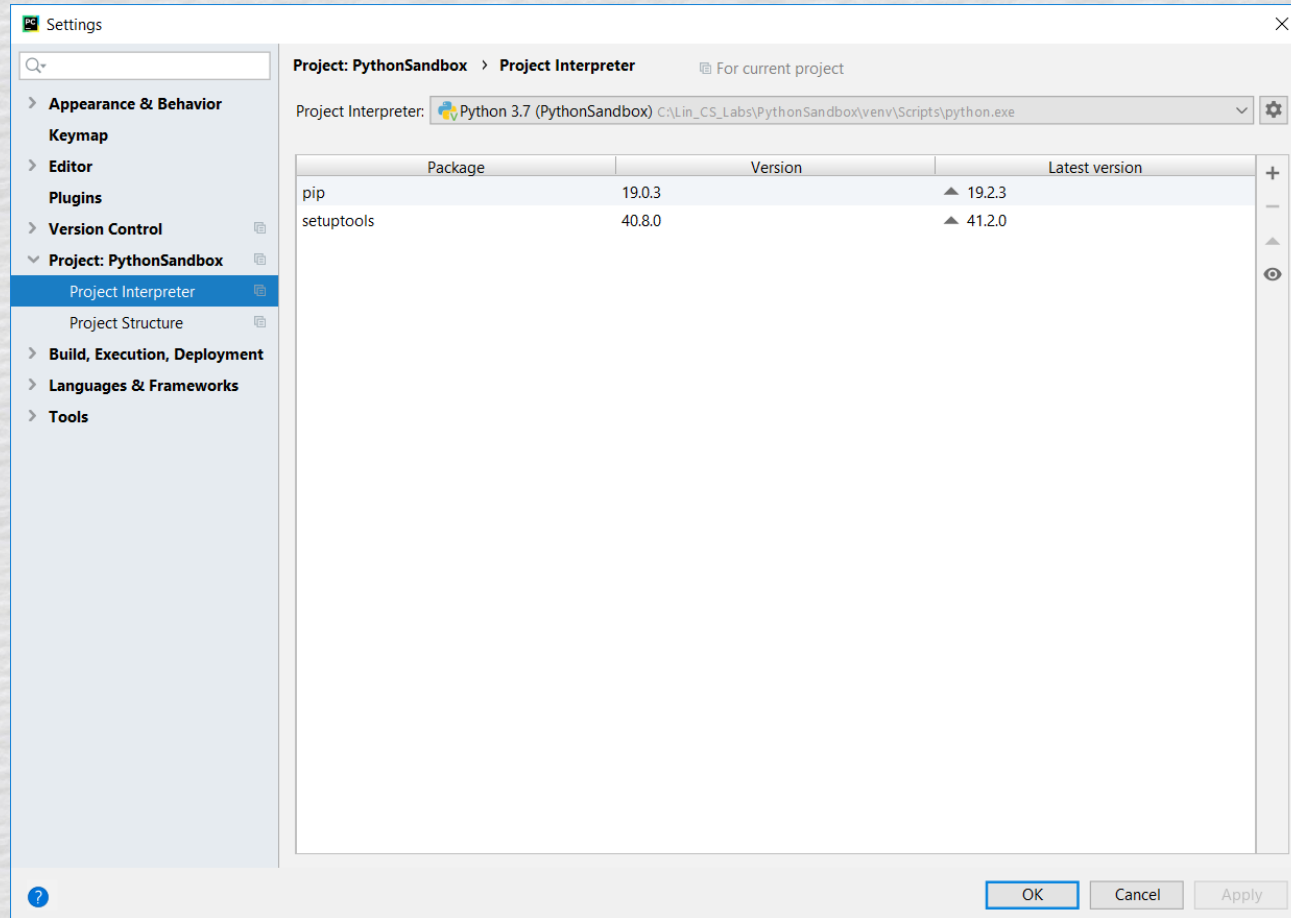 PC Settings
Project: PythonSandbox > Project Interpreter For current project
Appearance & Behavior
Keymap
Editor
Plugins
Version Control
Project: PythonSandbox
Project Interpreter
Project Structure
Build, Execution, Deployment
Languages & Frameworks
Tools
Project Interpreter: Python 3.7 (PythonSandbox) C:\Lin_CS_Labs\PythonSandbox\venv\Scripts\python.exe
Package Version Latest version
pip 19.0.3 19.2.3
setuptools 40.8.0 41.2.0
? OK Cancel Apply